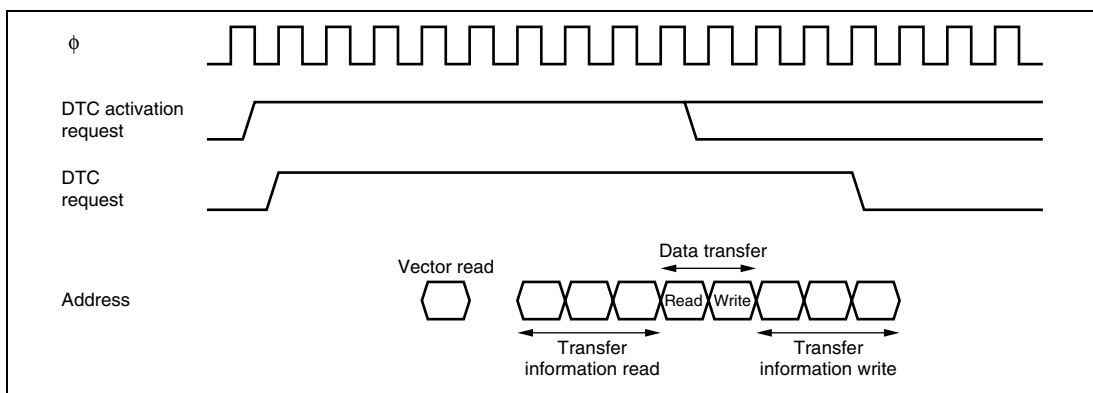 ϕ
DTC activation
request
DTC
request
Data transfer
Vector read
Address
Read
Write
Transfer
information read
Transfer
information write